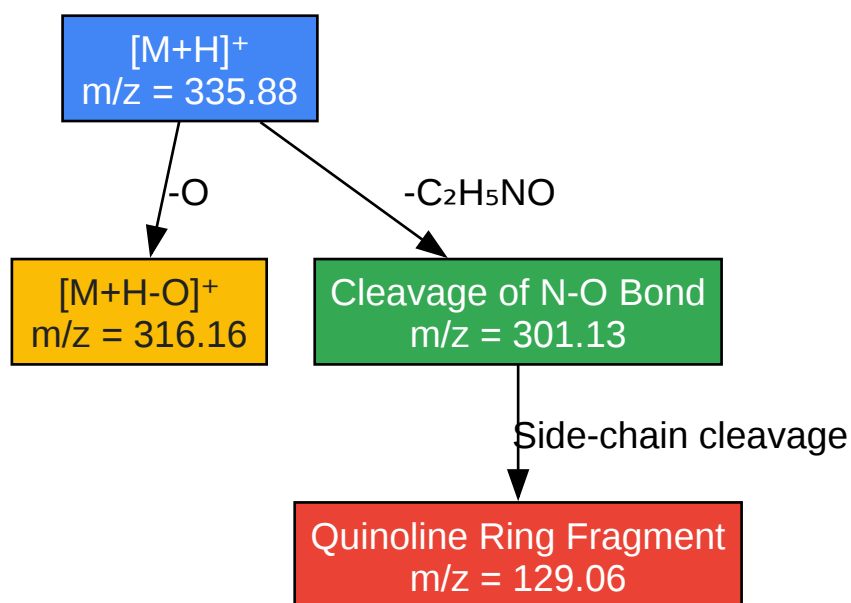 [M+H]⁺
m/z = 335.88
-O
-C₂H₅NO
[M+H-O]⁺
m/z = 316.16
Cleavage of N-O Bond
m/z = 301.13
Side-chain cleavage
Quinoline Ring Fragment
m/z = 129.06